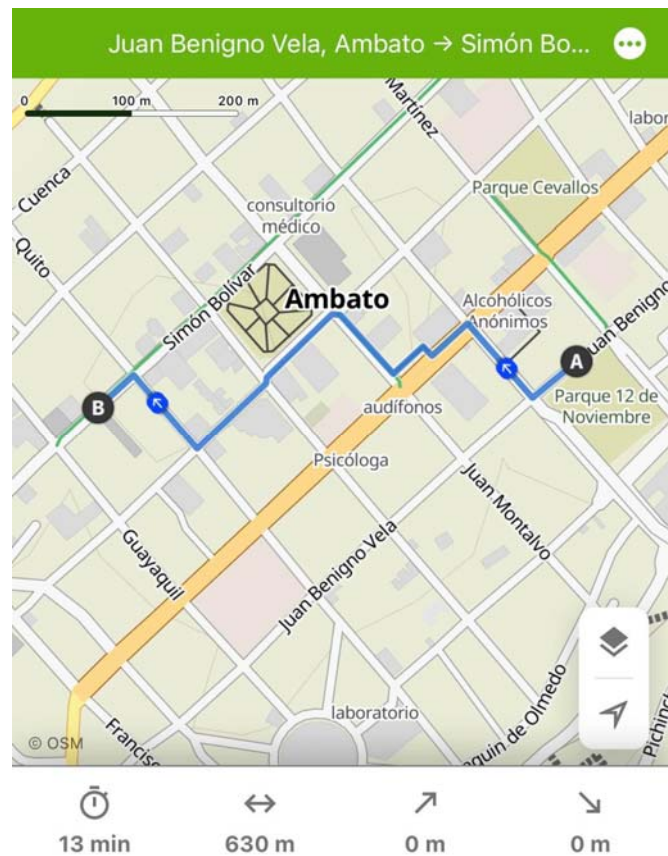 Juan Benigno Vela, Ambato → Simón Bo...
0 100 m 200 m
Martínez
labor
Cuenca
Parque Cevallos
consultorio
médico
Quito
Simón Bolívar
Ambato
Alcohólicos
Anónimos
Juan Benigno
A
Parque 12 de
Noviembre
B
audífonos
Psicóloga
Juan Montalvo
Guayaquil
Juan Benigno Vela
laboratorio
Francisc
aquin de Olmedo
Pichinc
© OSM
13 min 630 m 0 m 0 m